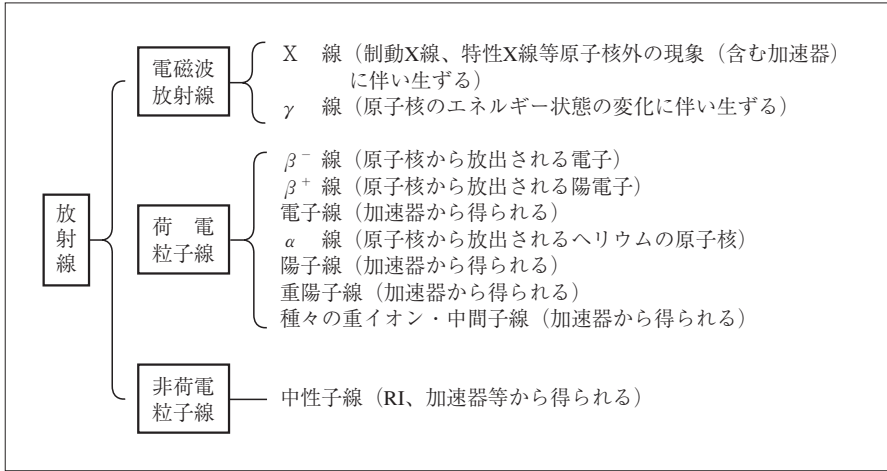 放射線
電磁波
放射線
X 線（制動X線、特性X線等原子核外の現象（含む加速器）
に伴い生ずる）
γ 線（原子核のエネルギー状態の変化に伴い生ずる）
荷電
粒子線
β⁻ 線（原子核から放出される電子）
β⁺ 線（原子核から放出される陽電子）
電子線（加速器から得られる）
α 線（原子核から放出されるヘリウムの原子核）
陽子線（加速器から得られる）
重陽子線（加速器から得られる）
種々の重イオン・中間子線（加速器から得られる）
非荷電
粒子線
中性子線（RI、加速器等から得られる）